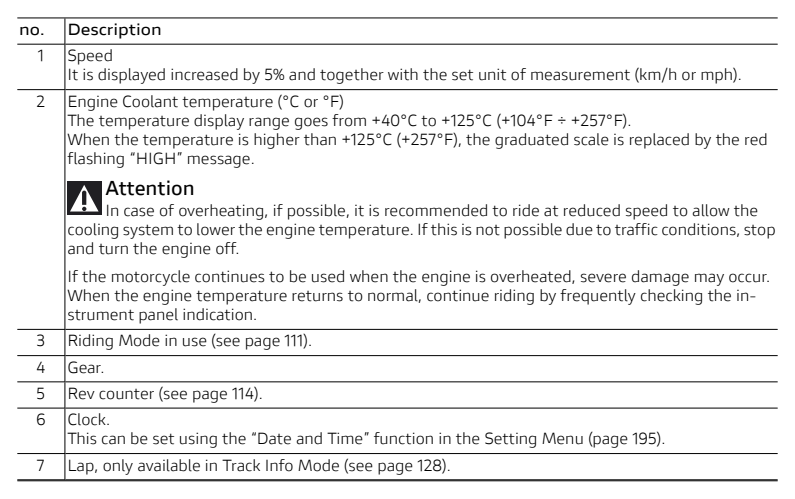 no. Description
1 Speed
It is displayed increased by 5% and together with the set unit of measurement (km/h or mph).
2 Engine Coolant temperature (°C or °F)
The temperature display range goes from +40°C to +125°C (+104°F ÷ +257°F).
When the temperature is higher than +125°C (+257°F), the graduated scale is replaced by the red
flashing “HIGH” message.
Attention
In case of overheating, if possible, it is recommended to ride at reduced speed to allow the
cooling system to lower the engine temperature. If this is not possible due to traffic conditions, stop
and turn the engine off.
If the motorcycle continues to be used when the engine is overheated, severe damage may occur.
When the engine temperature returns to normal, continue riding by frequently checking the in-
strument panel indication.
3 Riding Mode in use (see page 111).
4 Gear.
5 Rev counter (see page 114).
6 Clock.
This can be set using the “Date and Time” function in the Setting Menu (page 195).
7 Lap, only available in Track Info Mode (see page 128).